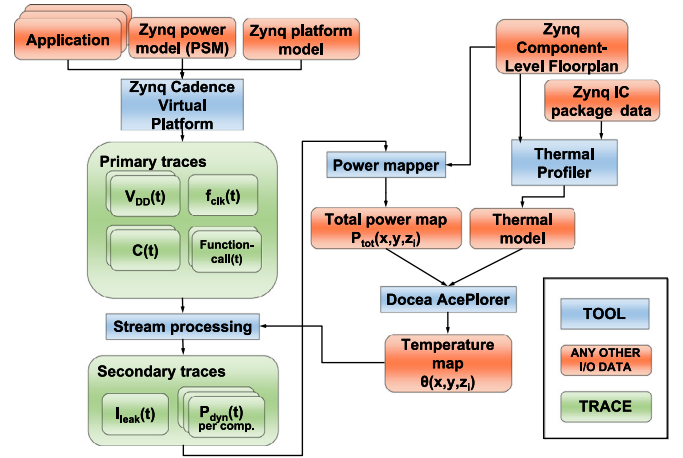 Application
Zynq power
model (PSM)
Zynq platform
model
Zynq Cadence
Virtual
Platform
Primary traces
V_DD(t)
f_clk(t)
C(t)
Function-
call(t)
Stream processing
Secondary traces
I_leak(t)
P_dyn(t)
per comp.
Zynq
Component-
Level Floorplan
Zynq IC
package data
Power mapper
Thermal
Profiler
Total power map
P_tot(x,y,z_i)
Thermal
model
Docea AcePlorer
Temperature
map
θ(x,y,z_i)
TOOL
ANY OTHER
I/O DATA
TRACE